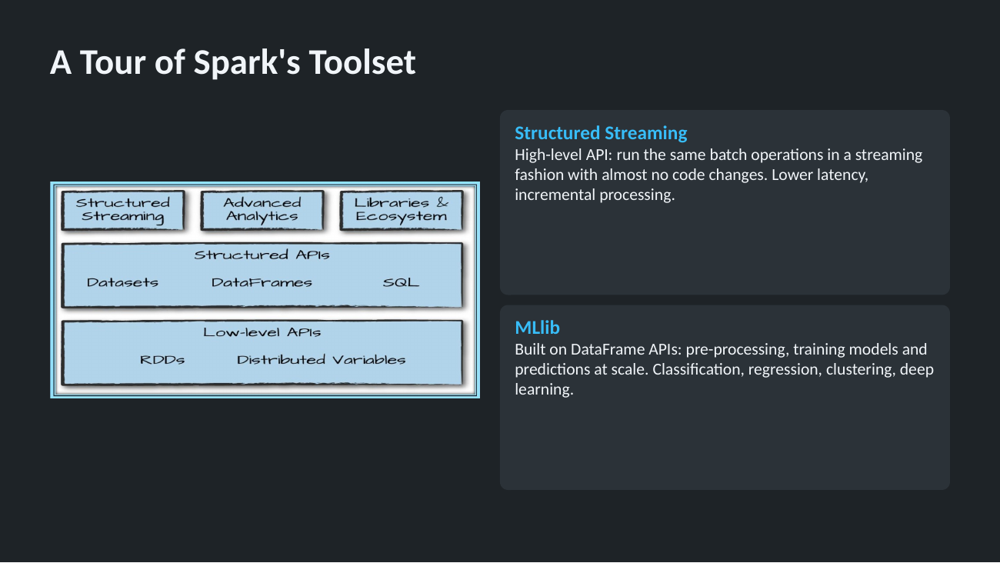 A Tour of Spark's Toolset
Structured
Streaming
Advanced
Analytics
Libraries &
Ecosystem
Structured APIs
Datasets
DataFrames
SQL
Low-level APIs
RDDs
Distributed Variables
Structured Streaming
High-level API: run the same batch operations in a streaming
fashion with almost no code changes. Lower latency,
incremental processing.
MLlib
Built on DataFrame APIs: pre-processing, training models and
predictions at scale. Classification, regression, clustering, deep
learning.